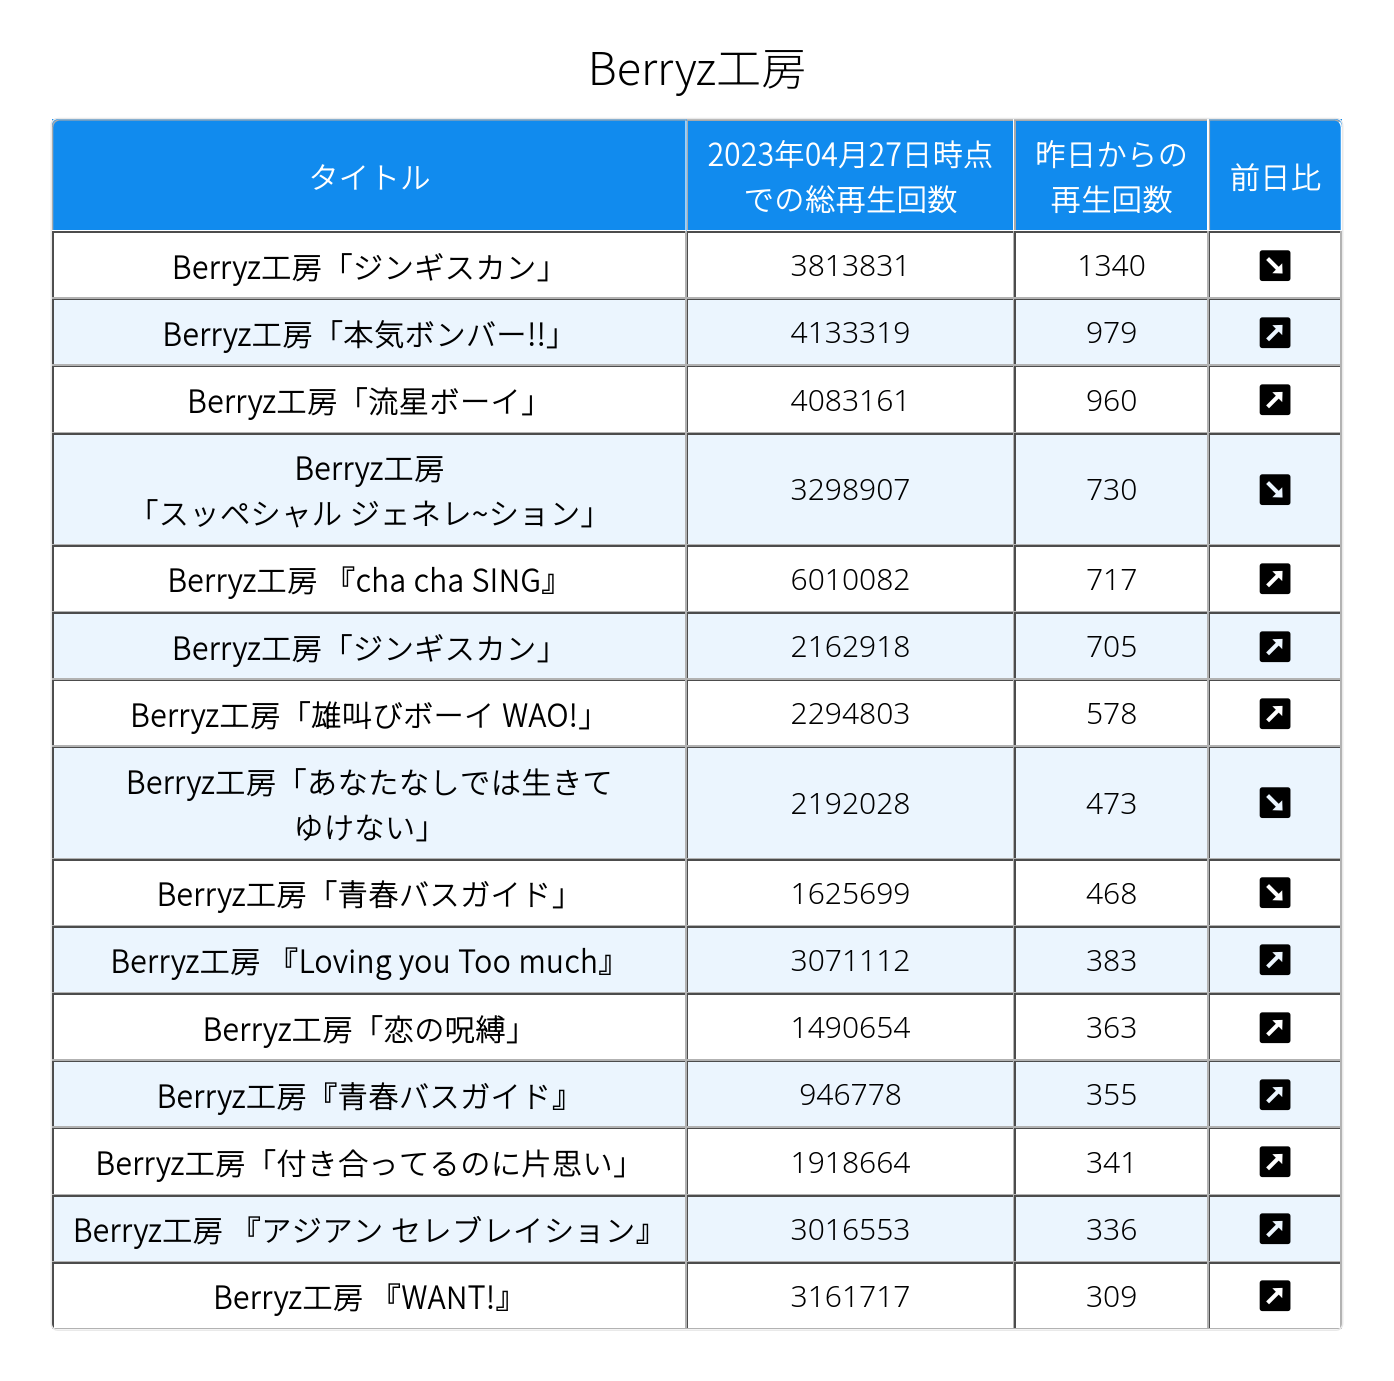 Berryz工房
タイトル
2023年04月27日時点
での総再生回数
昨日からの
再生回数
前日比
Berryz工房「ジンギスカン」 3813831 1340 ↘
Berryz工房「本気ボンバー!!」 4133319 979 ↗
Berryz工房「流星ボーイ」 4083161 960 ↗
Berryz工房
「スッペシャル ジェネレ~ション」 3298907 730 ↘
Berryz工房 『cha cha SING』 6010082 717 ↗
Berryz工房「ジンギスカン」 2162918 705 ↗
Berryz工房「雄叫びボーイ WAO!」 2294803 578 ↗
Berryz工房「あなたなしでは生きて
ゆけない」 2192028 473 ↘
Berryz工房「青春バスガイド」 1625699 468 ↘
Berryz工房 『Loving you Too much』 3071112 383 ↗
Berryz工房「恋の呪縛」 1490654 363 ↗
Berryz工房『青春バスガイド』 946778 355 ↗
Berryz工房「付き合ってるのに片思い」 1918664 341 ↗
Berryz工房 『アジアン セレブレイション』 3016553 336 ↗
Berryz工房 『WANT!』 3161717 309 ↗